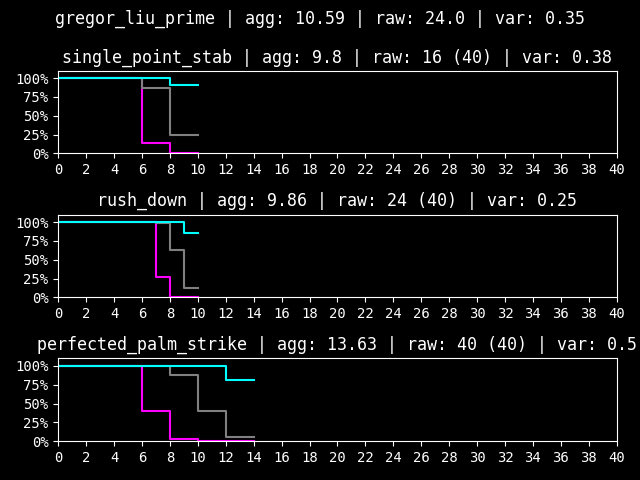 gregor_liu_prime | agg: 10.59 | raw: 24.0 | var: 0.35
single_point_stab | agg: 9.8 | raw: 16 (40) | var: 0.38
100%
75%
50%
25%
0%
0 2 4 6 8 10 12 14 16 18 20 22 24 26 28 30 32 34 36 38 40
rush_down | agg: 9.86 | raw: 24 (40) | var: 0.25
100%
75%
50%
25%
0%
0 2 4 6 8 10 12 14 16 18 20 22 24 26 28 30 32 34 36 38 40
perfected_palm_strike | agg: 13.63 | raw: 40 (40) | var: 0.5
100%
75%
50%
25%
0%
0 2 4 6 8 10 12 14 16 18 20 22 24 26 28 30 32 34 36 38 40